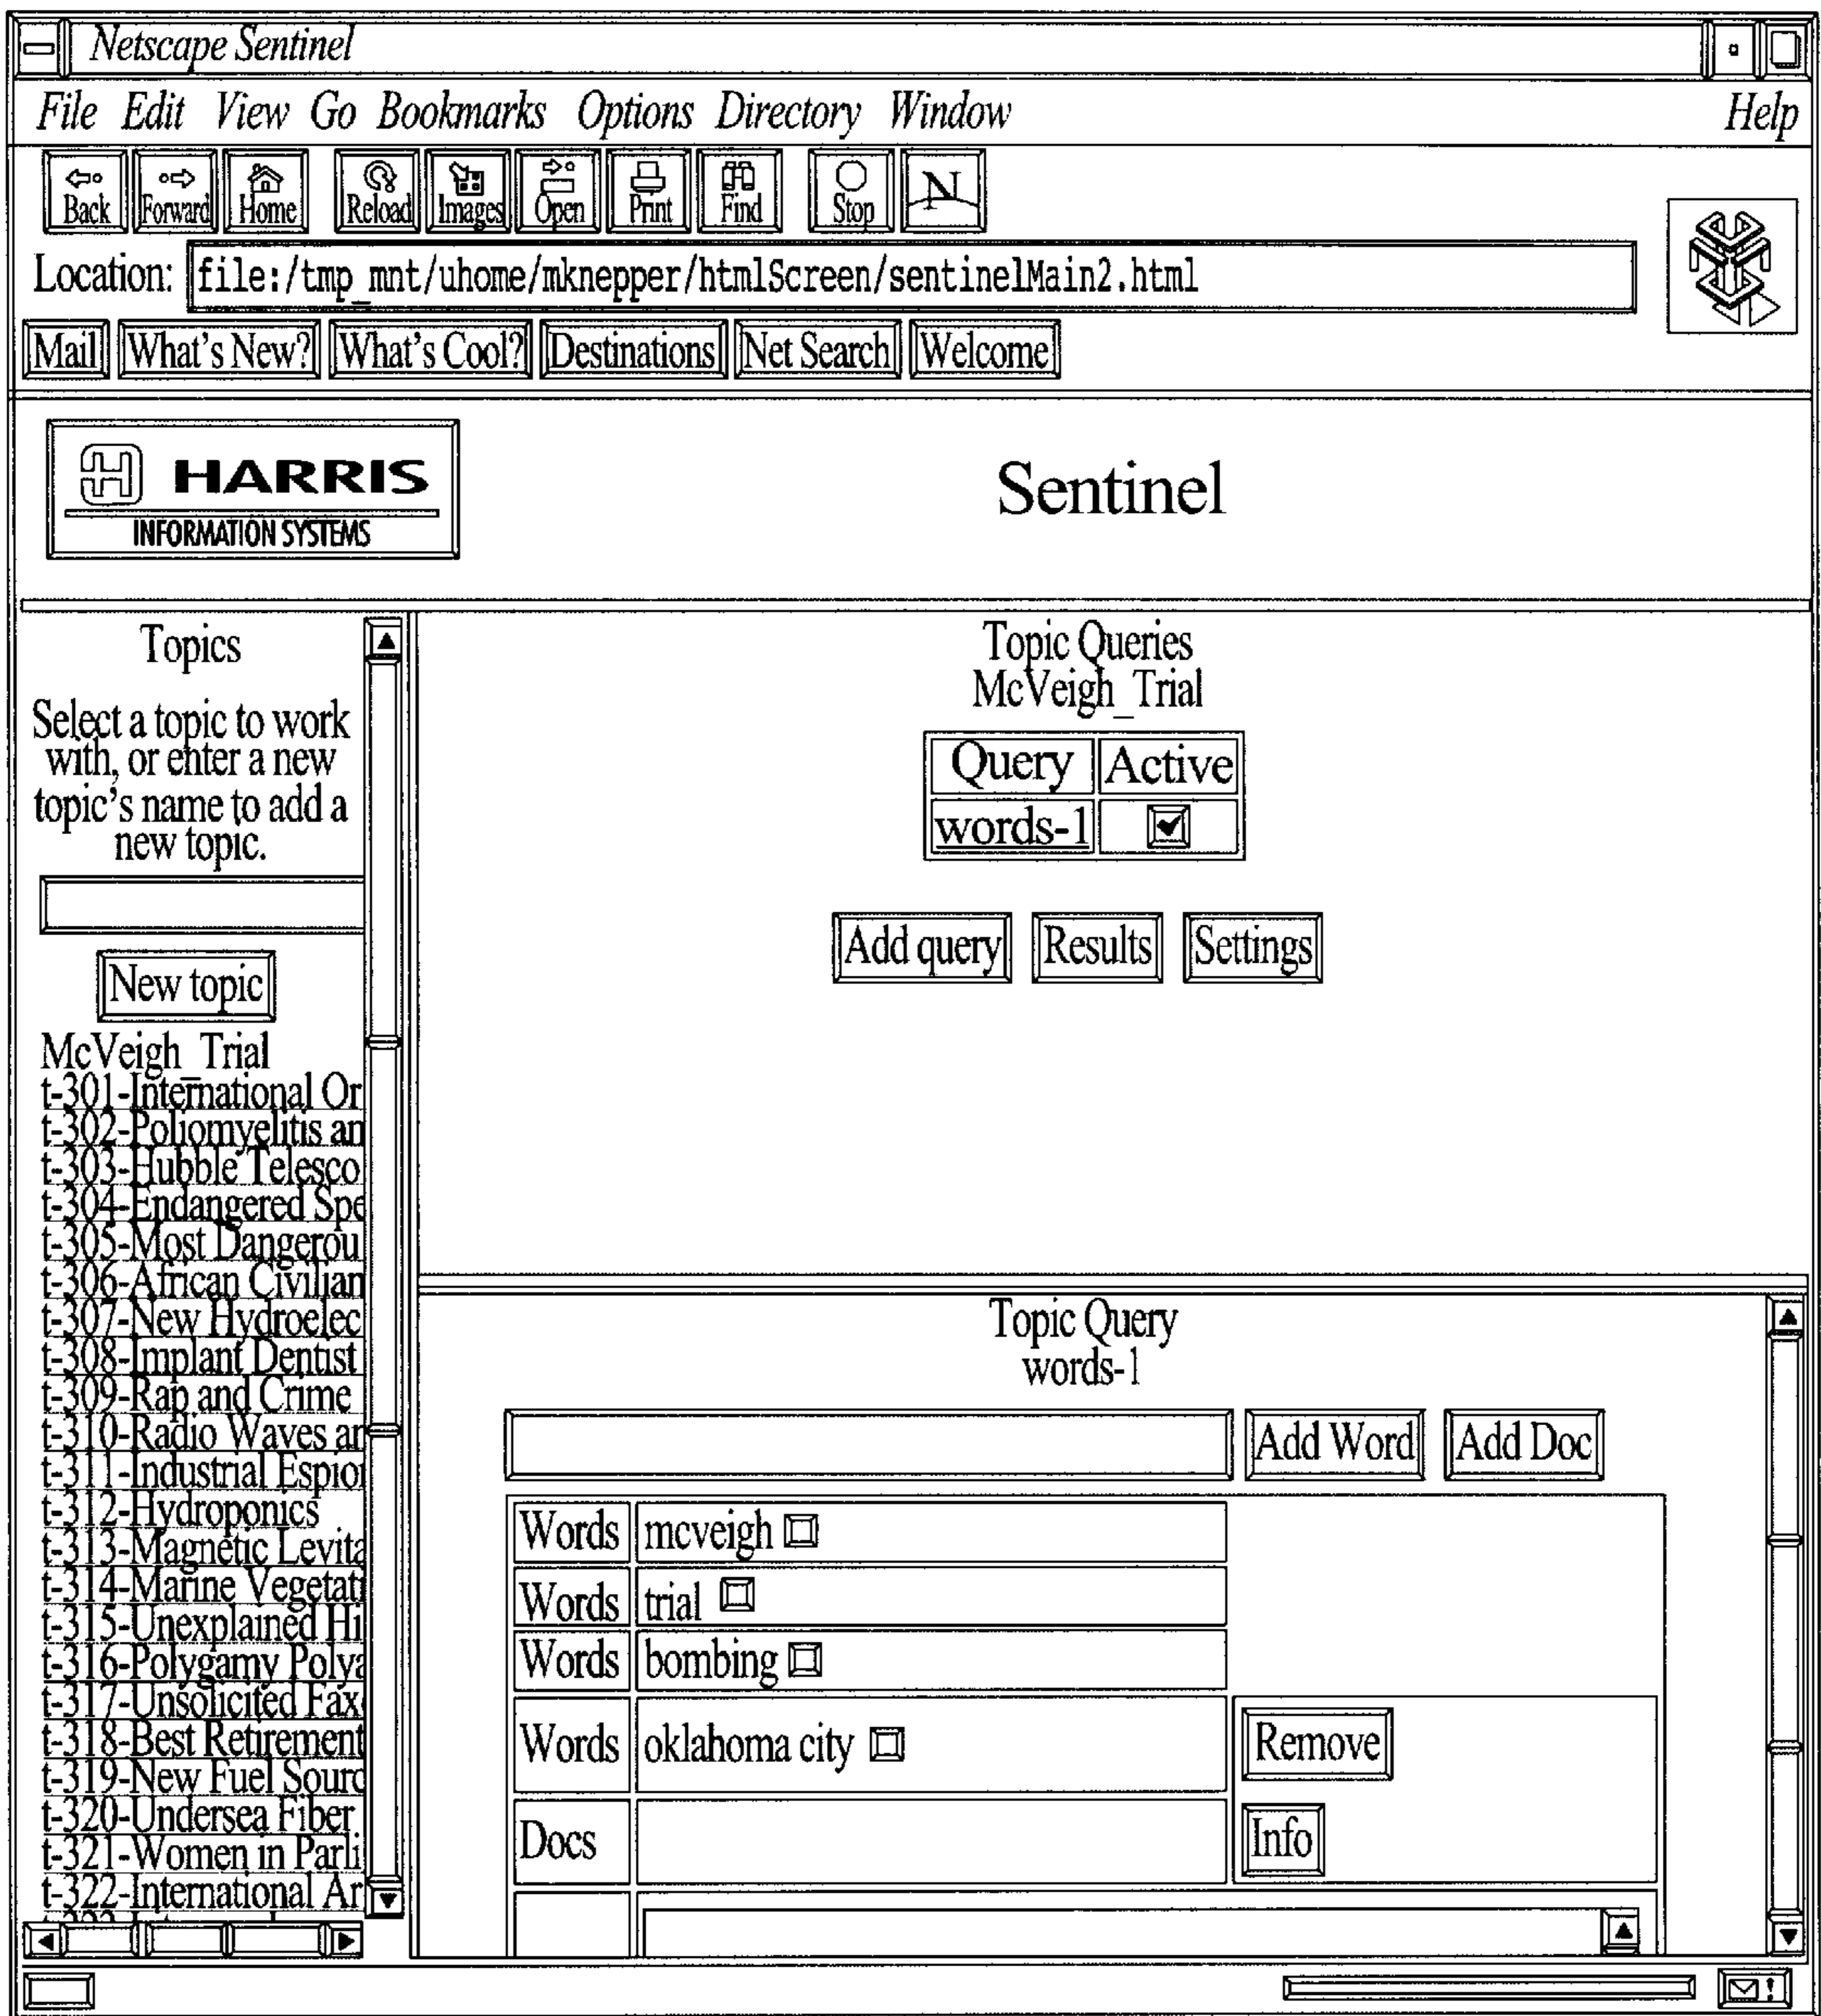 Netscape Sentinel
File Edit View Go Bookmarks Options Directory Window Help
Back Forward Home Reload Images Open Print Find Stop N
Location: file:/tmp_mnt/uhome/mknepper/htmlScreen/sentinelMain2.html
Mail What's New? What's Cool? Destinations Net Search Welcome
HARRIS
INFORMATION SYSTEMS
Sentinel
Topics
Select a topic to work
with, or enter a new
topic's name to add a
new topic.
New topic
McVeigh_Trial
t-301-International Or
t-302-Poliomyelitis an
t-303-Hubble Telesco
t-304-Endangered Spe
t-305-Most Dangerou
t-306-African Civilian
t-307-New Hydroelec
t-308-Implant Dentist
t-309-Rap and Crime
t-310-Radio Waves an
t-311-Industrial Espion
t-312-Hydroponics
t-313-Magnetic Levita
t-314-Marine Vegetati
t-315-Unexplained Hi
t-316-Polygamy Polya
t-317-Unsolicited Faxe
t-318-Best Retirement
t-319-New Fuel Sourc
t-320-Undersea Fiber
t-321-Women in Parli
t-322-International Ar
Topic Queries
McVeigh_Trial
Query Active
words-1
Add query Results Settings
Topic Query
words-1
Add Word Add Doc
Words mcveigh
Words trial
Words bombing
Words oklahoma city Remove
Docs Info